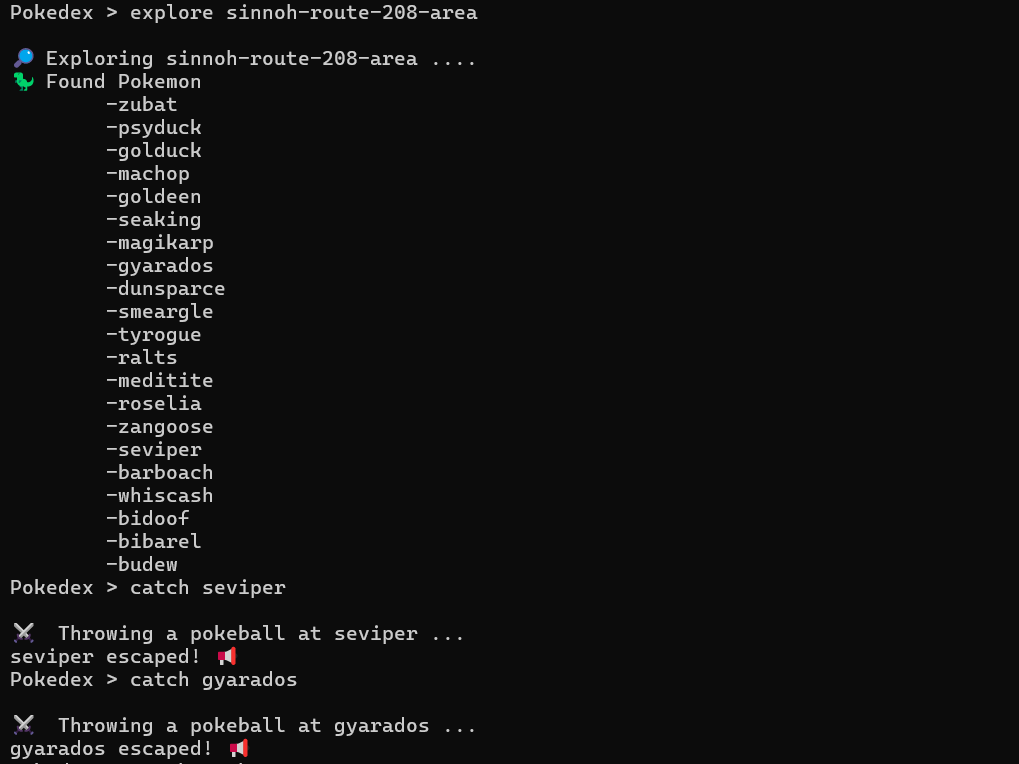 Pokedex > explore sinnoh-route-208-area
🔎 Exploring sinnoh-route-208-area ....
🦖 Found Pokemon
-zubat
-psyduck
-golduck
-machop
-goldeen
-seaking
-magikarp
-gyarados
-dunsparce
-smeargle
-tyrogue
-ralts
-meditite
-roselia
-zangoose
-seviper
-barboach
-whiscash
-bidoof
-bibarel
-budew
Pokedex > catch seviper
⚔️ Throwing a pokeball at seviper ...
seviper escaped! 📢
Pokedex > catch gyarados
⚔️ Throwing a pokeball at gyarados ...
gyarados escaped! 📢